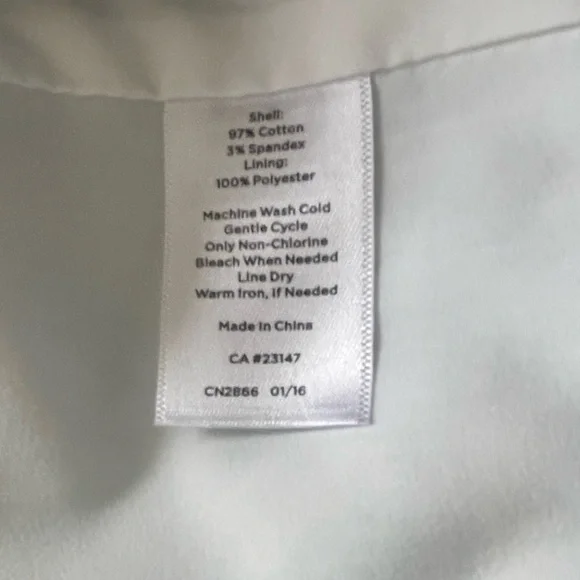 Shell:
97% Cotton
3% Spandex
Lining:
100% Polyester
Machine Wash Cold
Gentle Cycle
Only Non-Chlorine
Bleach When Needed
Line Dry
Warm Iron, If Needed
Made in China
CA #23147
CN2866 01/16